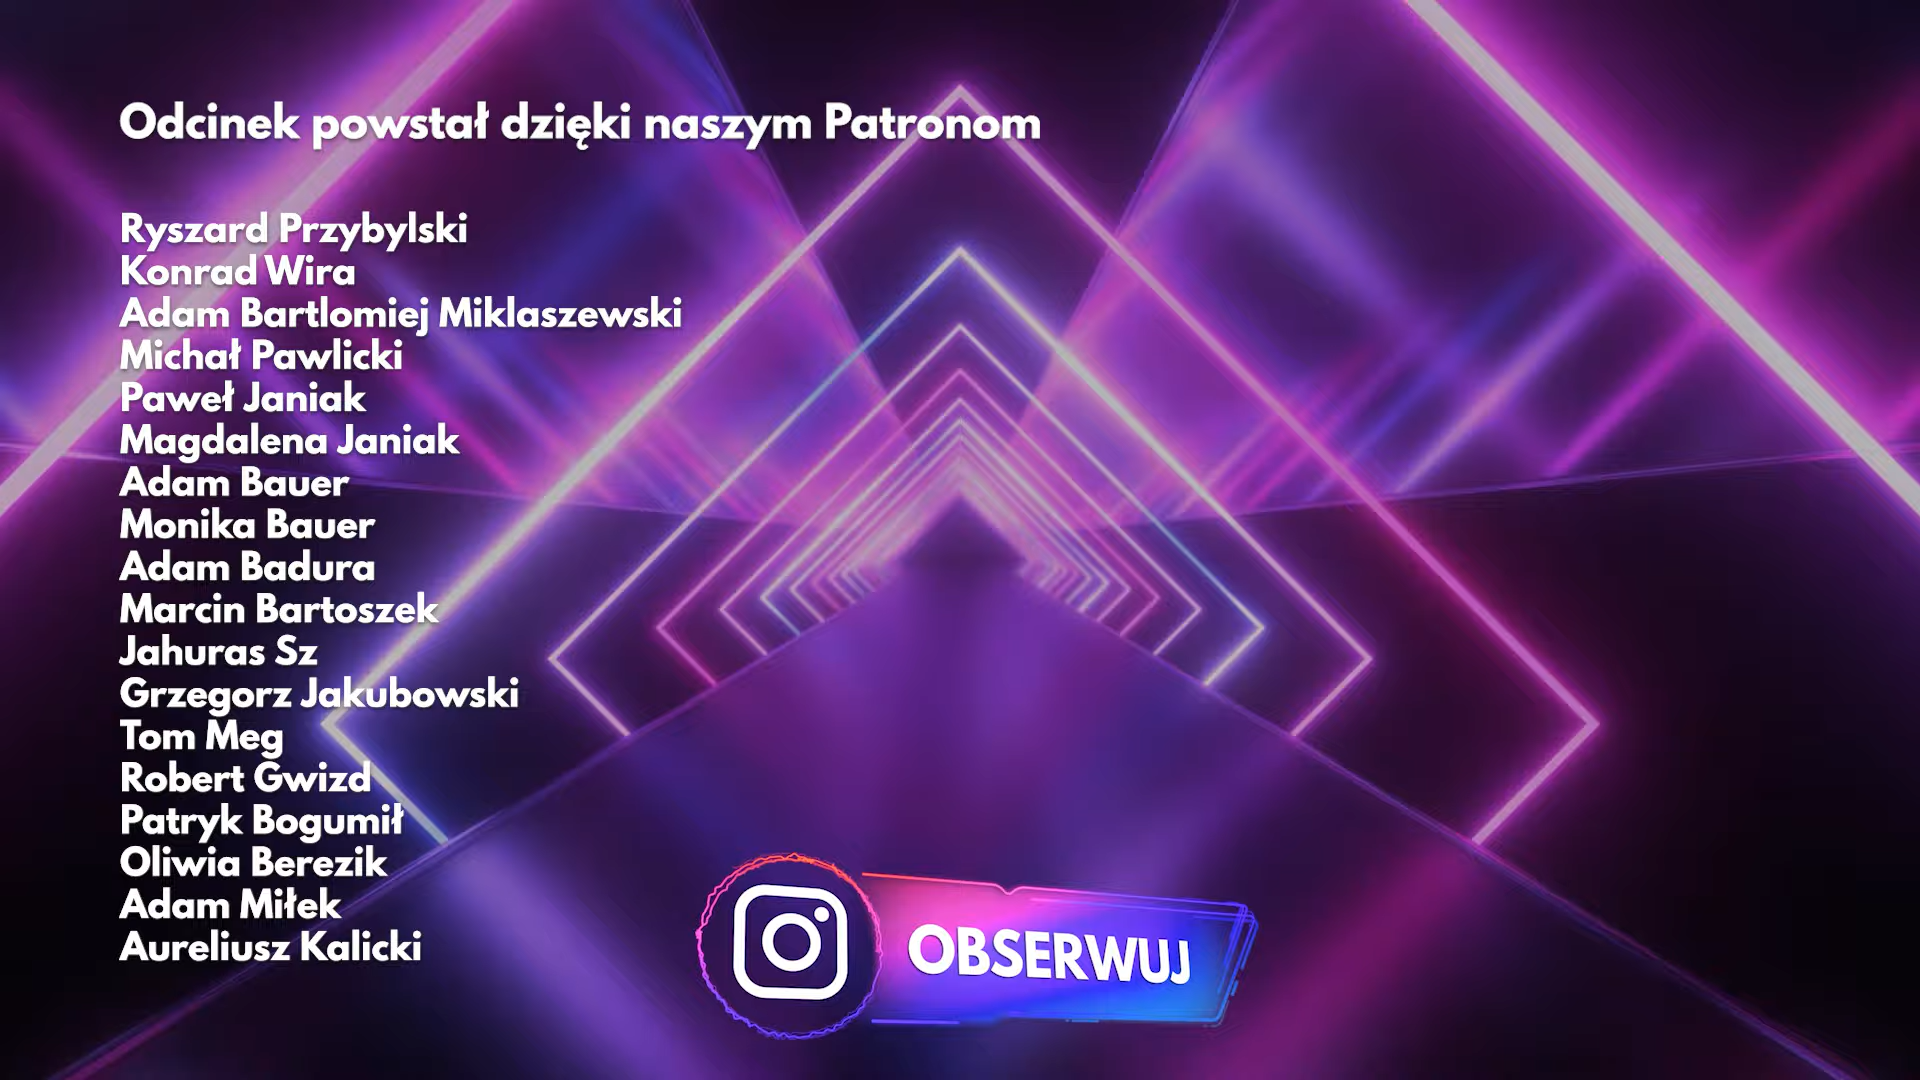 Odcinek powstał dzięki naszym Patronom
Ryszard Przybylski
Konrad Wira
Adam Bartlomiej Miklaszewski
Michał Pawlicki
Paweł Janiak
Magdalena Janiak
Adam Bauer
Monika Bauer
Adam Badura
Marcin Bartoszek
Jahuras Sz
Grzegorz Jakubowski
Tom Meg
Robert Gwizd
Patryk Bogumił
Oliwia Berezik
Adam Miłek
Aureliusz Kalicki
OBSERWUJ